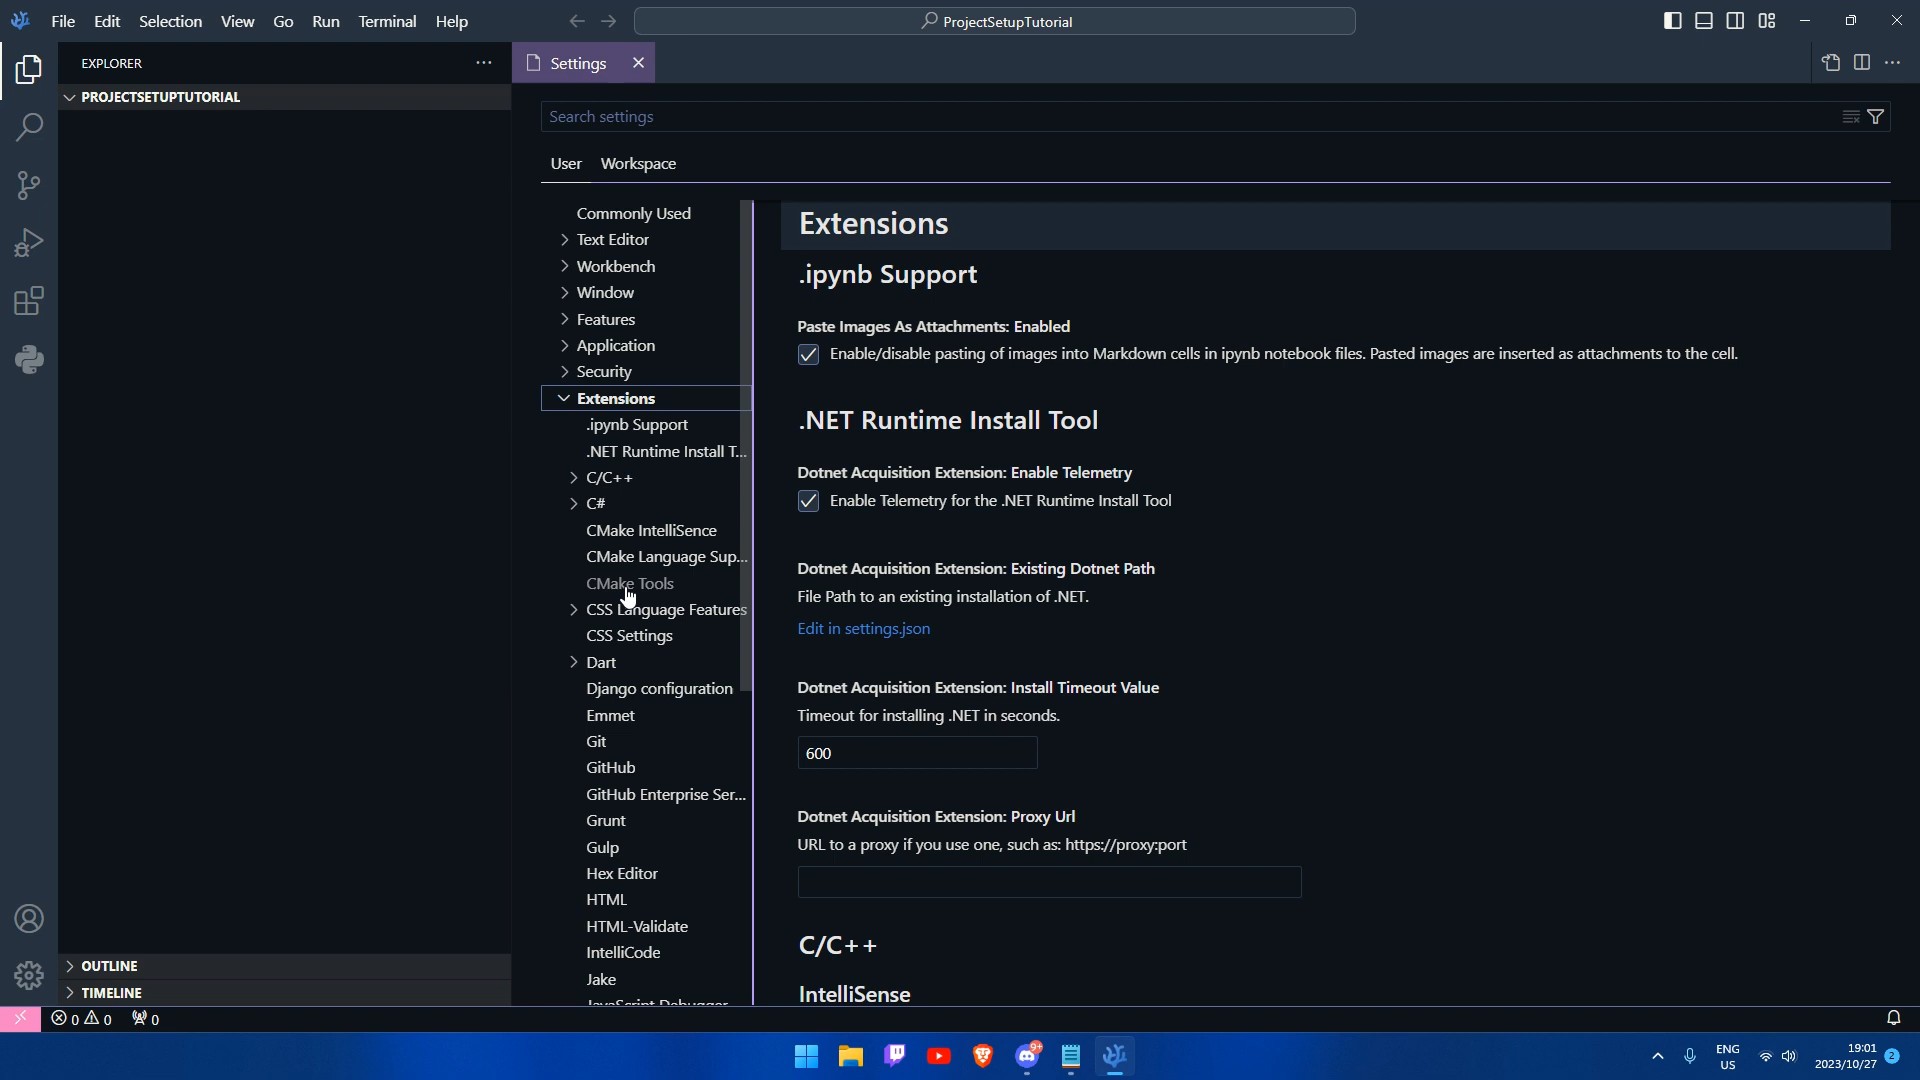 File Edit Selection View Go Run Terminal Help
ProjectSetupTutorial
EXPLORER
Settings
PROJECTSETUPTUTORIAL
Search settings
User Workspace
Commonly Used
Text Editor
Workbench
Window
Features
Application
Security
Extensions
.ipynb Support
.NET Runtime Install T...
C/C++
C#
CMake IntelliSence
CMake Language Sup...
CMake Tools
CSS Language Features
CSS Settings
Dart
Django configuration
Emmet
Git
GitHub
GitHub Enterprise Ser...
Grunt
Gulp
Hex Editor
HTML
HTML-Validate
IntelliCode
Jake
JavaScript Debugger
Extensions
.ipynb Support
Paste Images As Attachments: Enabled
Enable/disable pasting of images into Markdown cells in ipynb notebook files. Pasted images are inserted as attachments to the cell.
.NET Runtime Install Tool
Dotnet Acquisition Extension: Enable Telemetry
Enable Telemetry for the .NET Runtime Install Tool
Dotnet Acquisition Extension: Existing Dotnet Path
File Path to an existing installation of .NET.
Edit in settings.json
Dotnet Acquisition Extension: Install Timeout Value
Timeout for installing .NET in seconds.
600
Dotnet Acquisition Extension: Proxy Url
URL to a proxy if you use one, such as: https://proxy:port
C/C++
IntelliSense
OUTLINE
TIMELINE
0 0 0
9+
ENG
US
19:01
2023/10/27
2